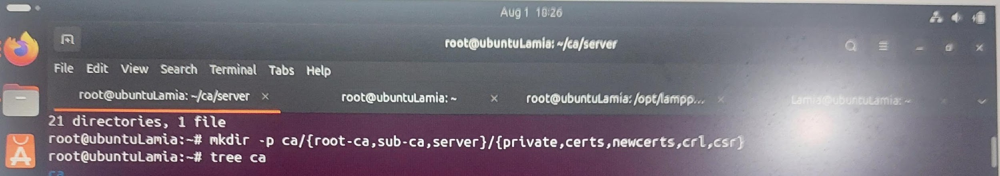 Aug 1 18:26
root@ubuntuLamia: ~/ca/server
File Edit View Search Terminal Tabs Help
root@ubuntuLamia: ~/ca/server × root@ubuntuLamia: ~ × root@ubuntuLamia: /opt/lampp... × Lamia@ubuntuLamia: ~ ×
21 directories, 1 file
root@ubuntuLamia:~# mkdir -p ca/{root-ca,sub-ca,server}/{private,certs,newcerts,crl,csr}
root@ubuntuLamia:~# tree ca
ca